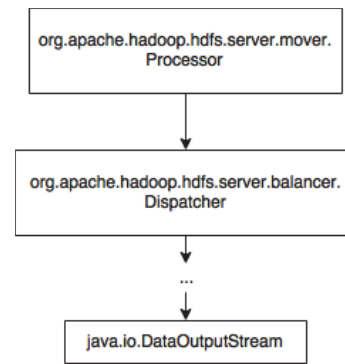 org.apache.hadoop.hdfs.server.mover.
Processor
org.apache.hadoop.hdfs.server.balancer.
Dispatcher
...
java.io.DataOutputStream